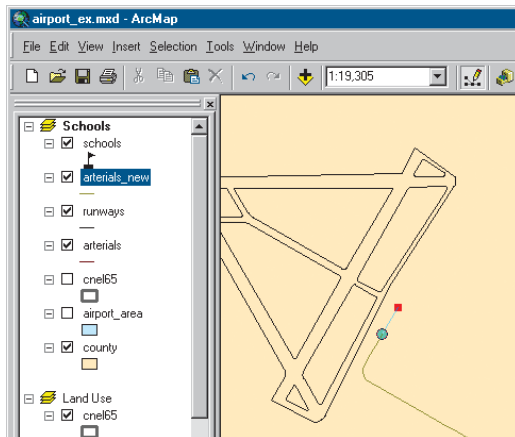 airport_ex.mxd - ArcMap
File Edit View Insert Selection Tools Window Help
1:19,305
Schools
schools
arterials_new
runways
arterials
cnel65
airport_area
county
Land Use
cnel65